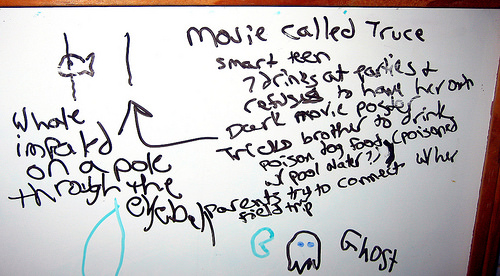 Movie called Truce
smart teen
7 drinks at parties +
refuses to have her own
Dark movie poster
Tricks brother to drink
poison dog food (poisoned
w/ pool water?)
parents try to connect w/ her
field trip
Whale
impaled
on a pole
through the
eyeball
Ghost